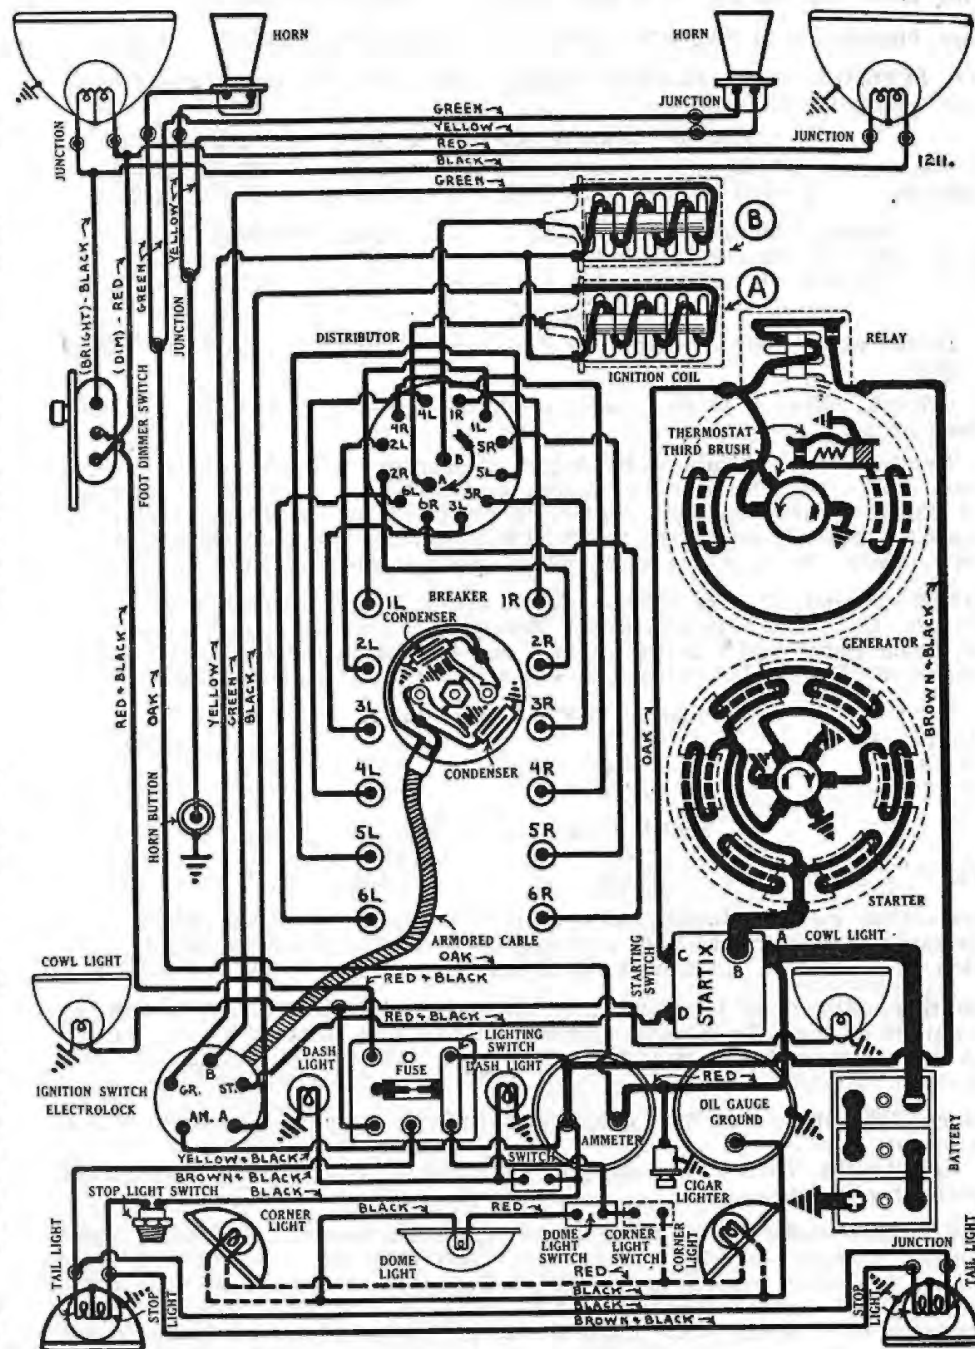 HORN
HORN
JUNCTION
GREEN
YELLOW
RED
BLACK
JUNCTION
JUNCTION
1211.
GREEN
B
(BRIGHT)-BLACK
(DIM)-RED
GREEN
YELLOW
JUNCTION
A
DISTRIBUTOR
IGNITION COIL
RELAY
FOOT DIMMER SWITCH
4L
1R
4R
1L
2L
5R
B
2R
5L
A
6L
3R
6R
3L
THERMOSTAT
THIRD BRUSH
BREAKER
1L
1R
CONDENSER
2L
2R
GENERATOR
3L
3R
CONDENSER
RED & BLACK
OAK
YELLOW
GREEN
BLACK
OAK
BROWN & BLACK
4L
4R
HORN BUTTON
5L
5R
6L
6R
STARTER
ARMORED CABLE
OAK
STARTING SWITCH
C
B
A
D
STARTIX
COWL LIGHT
COWL LIGHT
RED & BLACK
RED & BLACK
LIGHTING SWITCH
DASH LIGHT
FUSE
DASH LIGHT
RED
IGNITION SWITCH
ELECTROLOCK
B
GR.
ST.
AM. A
AMMETER
OIL GAUGE
GROUND
BATTERY
YELLOW & BLACK
BROWN & BLACK
BLACK
SWITCH
CIGAR LIGHTER
STOP LIGHT SWITCH
CORNER LIGHT
BLACK
RED
DOME LIGHT
DOME LIGHT SWITCH
CORNER LIGHT SWITCH
CORNER LIGHT
JUNCTION
TAIL LIGHT
STOP LIGHT
RED
BLACK
BLACK
BROWN & BLACK
STOP LIGHT
TAIL LIGHT